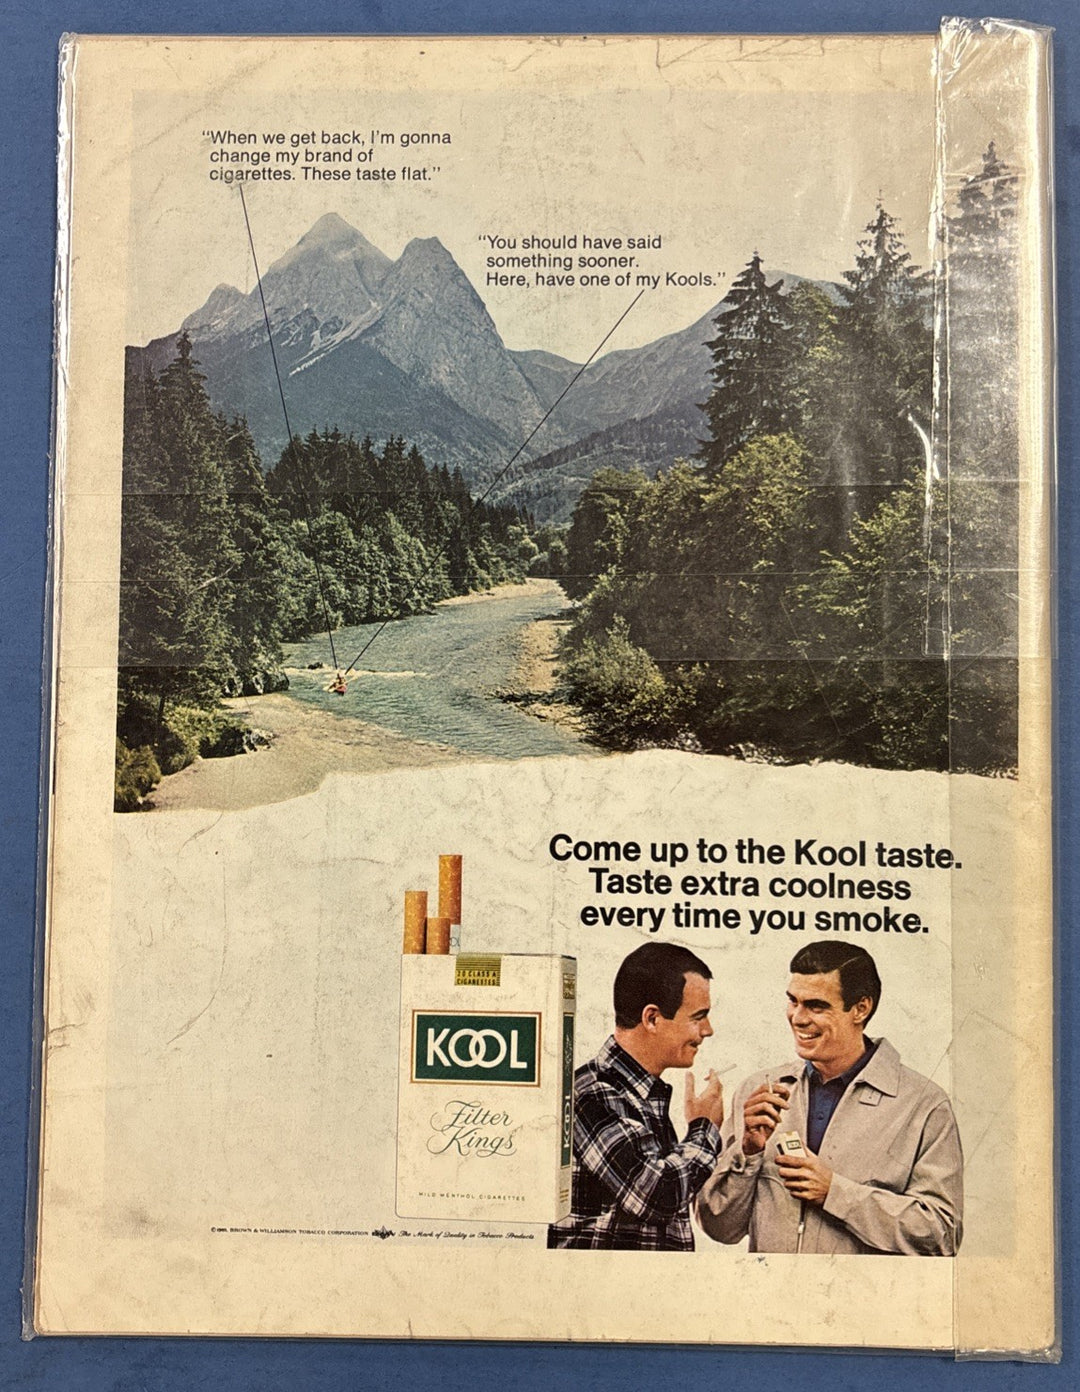 “When we get back, I’m gonna
change my brand of
cigarettes. These taste flat.”
“You should have said
something sooner.
Here, have one of my Kools.”
Come up to the Kool taste.
Taste extra coolness
every time you smoke.
20 CLASS A
CIGARETTES
KOOL
KOOL
Filter
Kings
MILD MENTHOL CIGARETTES
BROWN & WILLIAMSON TOBACCO CORPORATION The Mark of Quality in Tobacco Products